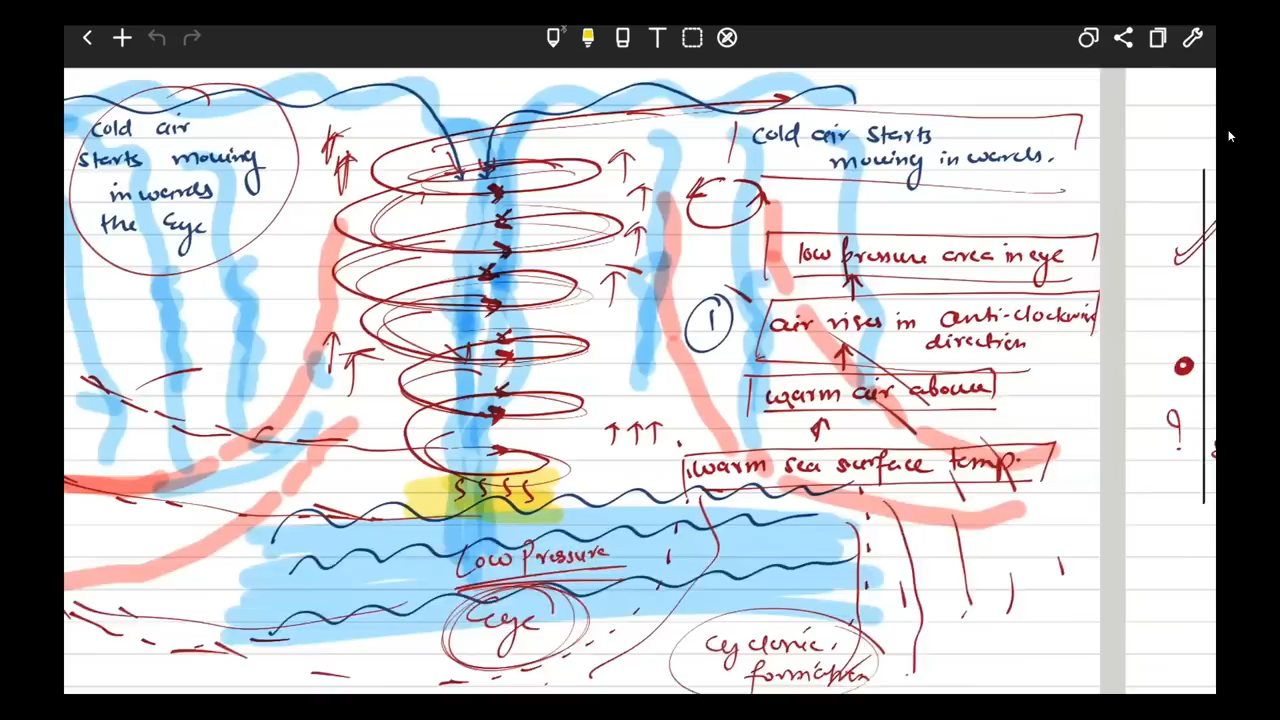 Cold air
starts moving
inwards
the Eye
Cold air starts
moving inwards.
low pressure area in eye
1
air rises in anti-clockwise
direction
warm air above
warm sea surface temp.
Low Pressure
Eye
cyclonic
formation
?
T